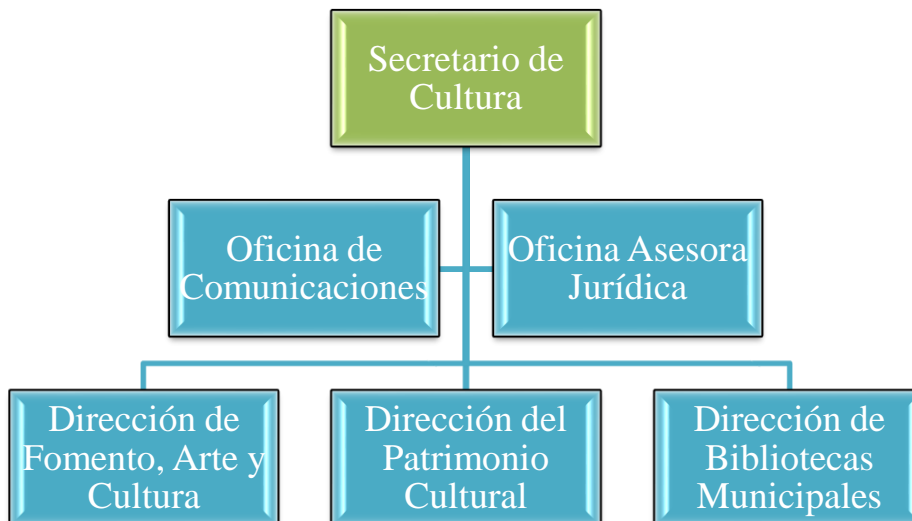 Secretario de
Cultura
Oficina de
Comunicaciones
Oficina Asesora
Jurídica
Dirección de
Fomento, Arte y
Cultura
Dirección del
Patrimonio
Cultural
Dirección de
Bibliotecas
Municipales